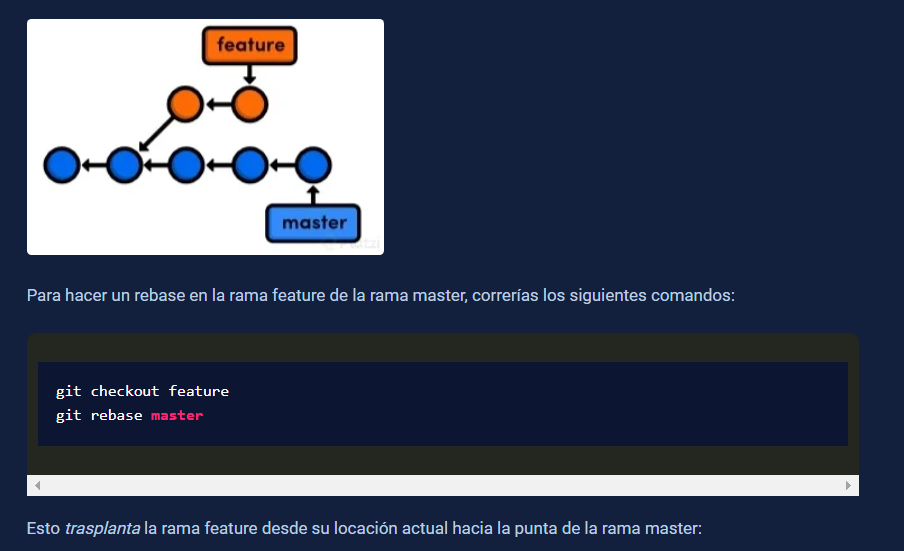 feature
master
Para hacer un rebase en la rama feature de la rama master, correrías los siguientes comandos:
git checkout feature
git rebase master
Esto trasplanta la rama feature desde su locación actual hacia la punta de la rama master: